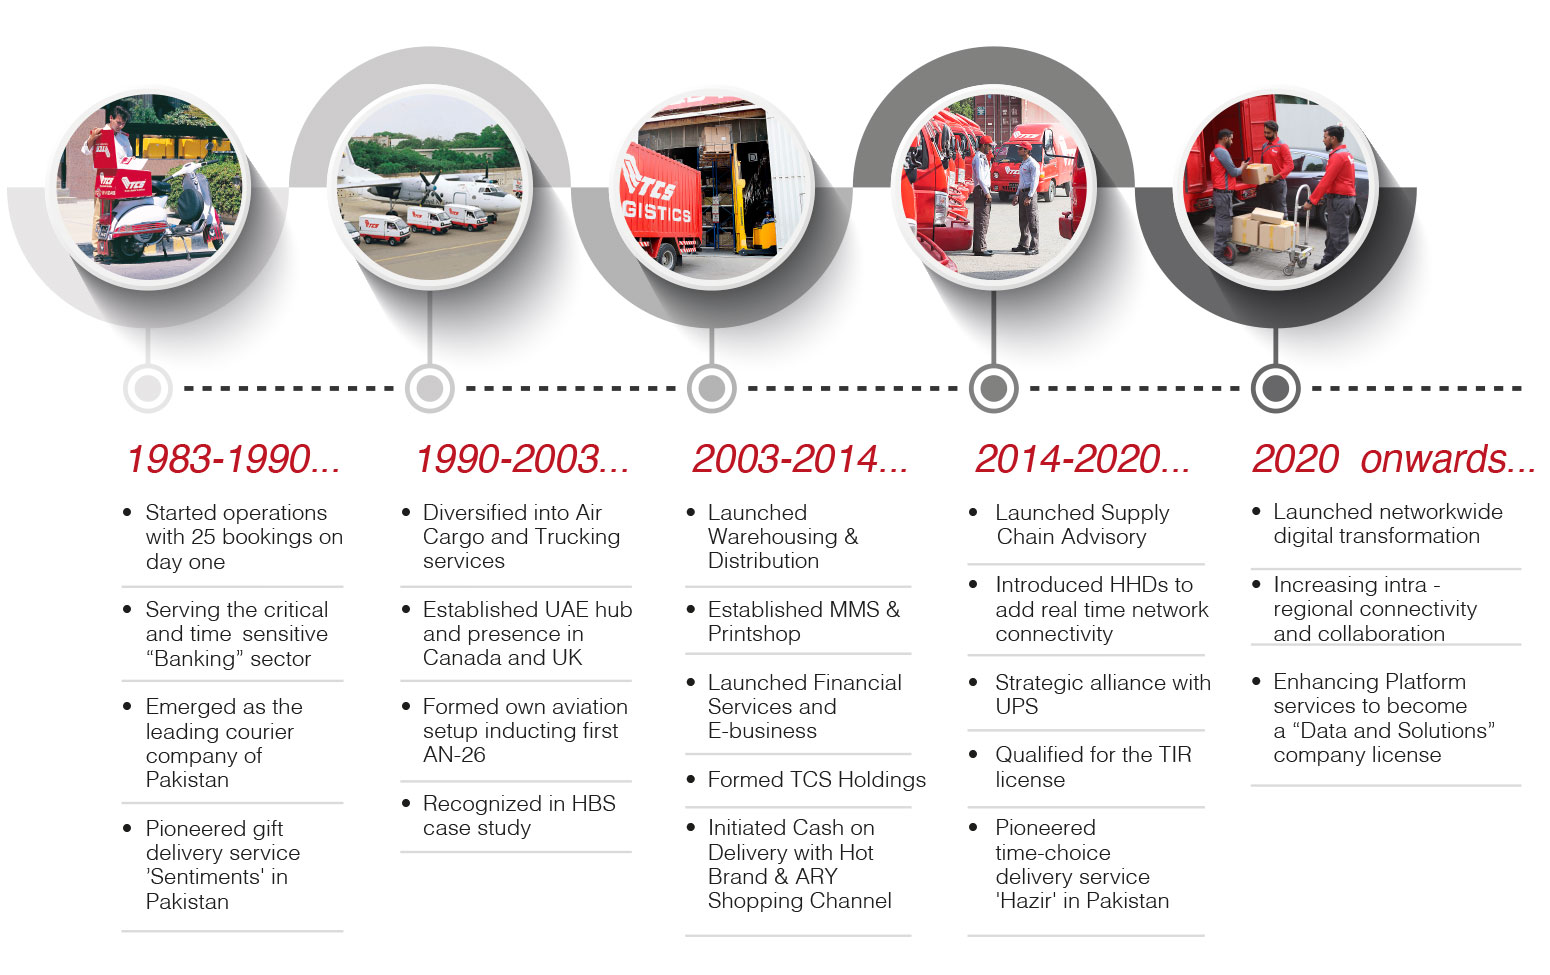 TCS
TCS
TCS
TCS
TCS
TCS
GISTICS
TCS
1983-1990...
• Started operations
with 25 bookings on
day one
• Serving the critical
and time sensitive
“Banking” sector
• Emerged as the
leading courier
company of
Pakistan
• Pioneered gift
delivery service
’Sentiments' in
Pakistan
1990-2003...
• Diversified into Air
Cargo and Trucking
services
• Established UAE hub
and presence in
Canada and UK
• Formed own aviation
setup inducting first
AN-26
• Recognized in HBS
case study
2003-2014...
• Launched
Warehousing &
Distribution
• Established MMS &
Printshop
• Launched Financial
Services and
E-business
• Formed TCS Holdings
• Initiated Cash on
Delivery with Hot
Brand & ARY
Shopping Channel
2014-2020...
• Launched Supply
Chain Advisory
• Introduced HHDs to
add real time network
connectivity
• Strategic alliance with
UPS
• Qualified for the TIR
license
• Pioneered
time-choice
delivery service
'Hazir' in Pakistan
2020 onwards...
• Launched networkwide
digital transformation
• Increasing intra -
regional connectivity
and collaboration
• Enhancing Platform
services to become
a “Data and Solutions”
company license